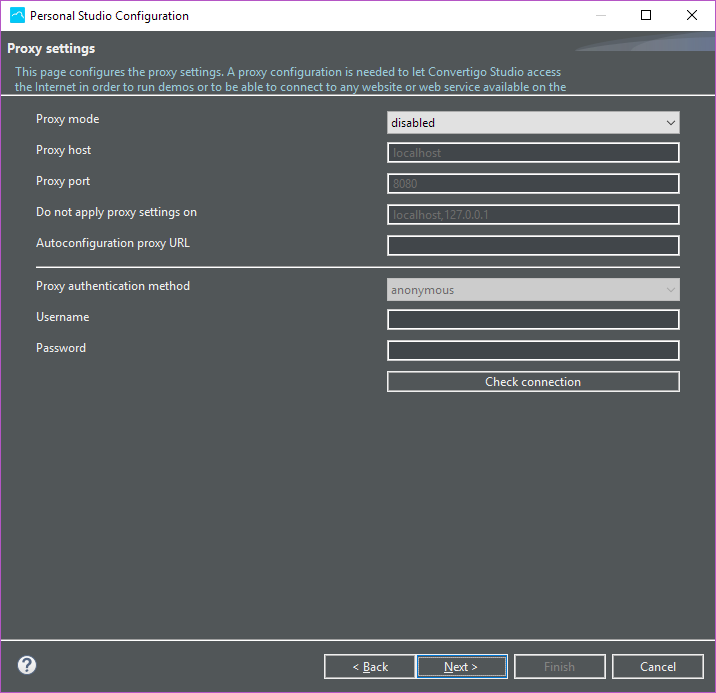 Personal Studio Configuration
Proxy settings
This page configures the proxy settings. A proxy configuration is needed to let Convertigo Studio access
the Internet in order to run demos or to be able to connect to any website or web service available on the
Proxy mode
disabled
Proxy host
localhost
Proxy port
8080
Do not apply proxy settings on
localhost,127.0.0.1
Autoconfiguration proxy URL
Proxy authentication method
anonymous
Username
Password
Check connection
?
< Back
Next >
Finish
Cancel